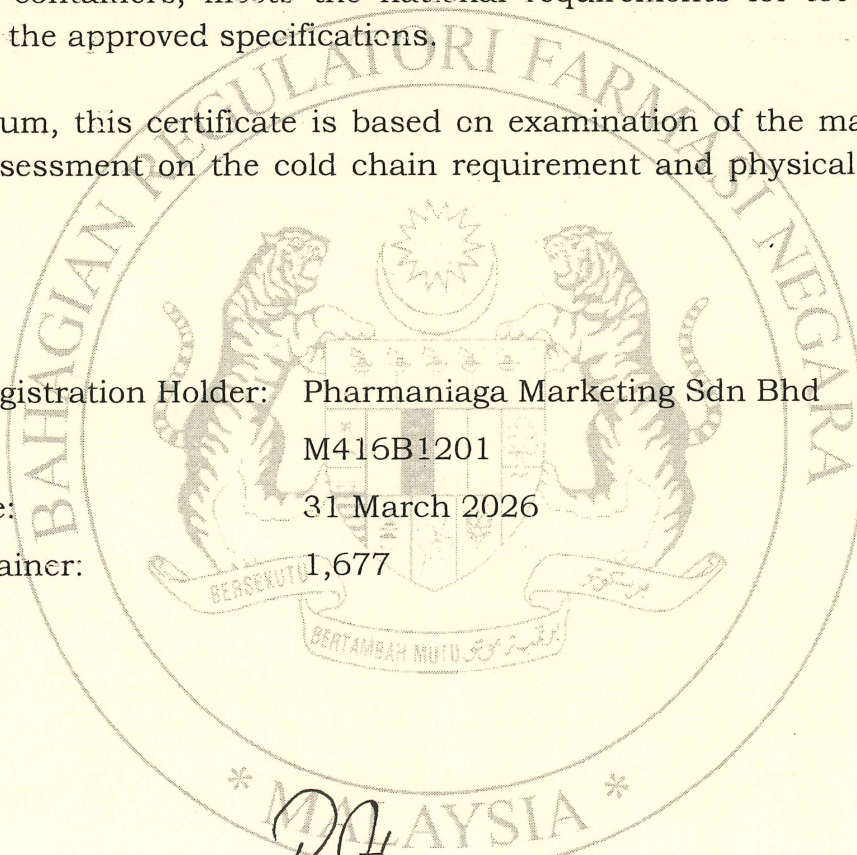 the approved specifications.
um, this certificate is based on examination of the ma
sessment on the cold chain requirement and physical
gistration Holder: Pharmaniaga Marketing Sdn Bhd
M416B1201
e: 31 March 2026
ainer: 1,677
BAHAGIAN REGULATORI FARMASI NEGARA
* MALAYSIA *
BERSEKUTU
BERTAMBAH MUTU